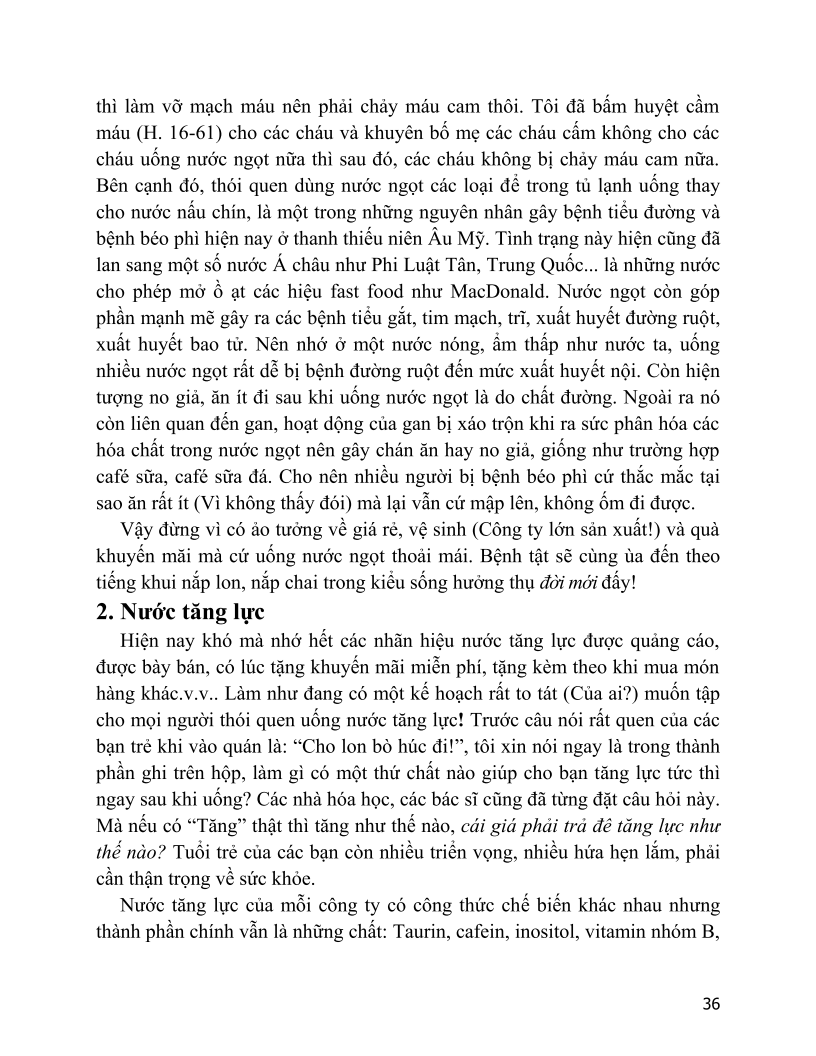 thì làm vỡ mạch máu nên phải chảy máu cam thôi. Tôi đã bấm huyệt cầm
máu (H. 16-61) cho các cháu và khuyên bố mẹ các cháu cấm không cho các
cháu uống nước ngọt nữa thì sau đó, các cháu không bị chảy máu cam nữa.
Bên cạnh đó, thói quen dùng nước ngọt các loại để trong tủ lạnh uống thay
cho nước nấu chín, là một trong những nguyên nhân gây bệnh tiểu đường và
bệnh béo phì hiện nay ở thanh thiếu niên Âu Mỹ. Tình trạng này hiện cũng đã
lan sang một số nước Á châu như Phi Luật Tân, Trung Quốc... là những nước
cho phép mở ồ ạt các hiệu fast food như MacDonald. Nước ngọt còn góp
phần mạnh mẽ gây ra các bệnh tiểu gắt, tim mạch, trĩ, xuất huyết đường ruột,
xuất huyết bao tử. Nên nhớ ở một nước nóng, ẩm thấp như nước ta, uống
nhiều nước ngọt rất dễ bị bệnh đường ruột đến mức xuất huyết nội. Còn hiện
tượng no giả, ăn ít đi sau khi uống nước ngọt là do chất đường. Ngoài ra nó
còn liên quan đến gan, hoạt dộng của gan bị xáo trộn khi ra sức phân hóa các
hóa chất trong nước ngọt nên gây chán ăn hay no giả, giống như trường hợp
café sữa, café sữa đá. Cho nên nhiều người bị bệnh béo phì cứ thắc mắc tại
sao ăn rất ít (Vì không thấy đói) mà lại vẫn cứ mập lên, không ốm đi được.
Vậy đừng vì có ảo tưởng về giá rẻ, vệ sinh (Công ty lớn sản xuất!) và quà
khuyến mãi mà cứ uống nước ngọt thoải mái. Bệnh tật sẽ cùng ùa đến theo
tiếng khui nắp lon, nắp chai trong kiểu sống hưởng thụ đời mới đấy!
2. Nước tăng lực
Hiện nay khó mà nhớ hết các nhãn hiệu nước tăng lực được quảng cáo,
được bày bán, có lúc tặng khuyến mãi miễn phí, tặng kèm theo khi mua món
hàng khác.v.v.. Làm như đang có một kế hoạch rất to tát (Của ai?) muốn tập
cho mọi người thói quen uống nước tăng lực! Trước câu nói rất quen của các
bạn trẻ khi vào quán là: “Cho lon bò húc đi!”, tôi xin nói ngay là trong thành
phần ghi trên hộp, làm gì có một thứ chất nào giúp cho bạn tăng lực tức thì
ngay sau khi uống? Các nhà hóa học, các bác sĩ cũng đã từng đặt câu hỏi này.
Mà nếu có “Tăng” thật thì tăng như thế nào, cái giá phải trả đê tăng lực như
thế nào? Tuổi trẻ của các bạn còn nhiều triển vọng, nhiều hứa hẹn lắm, phải
cần thận trọng về sức khỏe.
Nước tăng lực của mỗi công ty có công thức chế biến khác nhau nhưng
thành phần chính vẫn là những chất: Taurin, cafein, inositol, vitamin nhóm B,
36